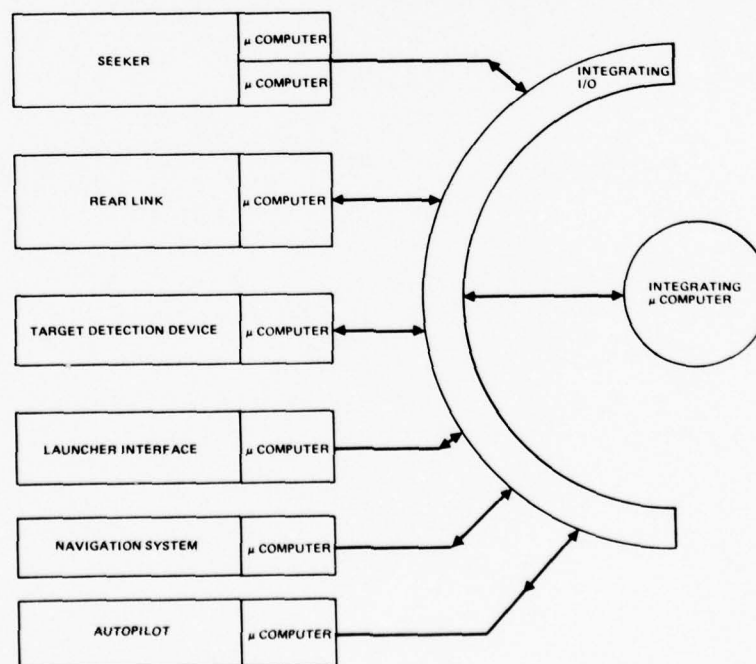 SEEKER
μ COMPUTER
μ COMPUTER
INTEGRATING
I/O
REAR LINK
μ COMPUTER
INTEGRATING
μ COMPUTER
TARGET DETECTION DEVICE
μ COMPUTER
LAUNCHER INTERFACE
μ COMPUTER
NAVIGATION SYSTEM
μ COMPUTER
AUTOPILOT
μ COMPUTER